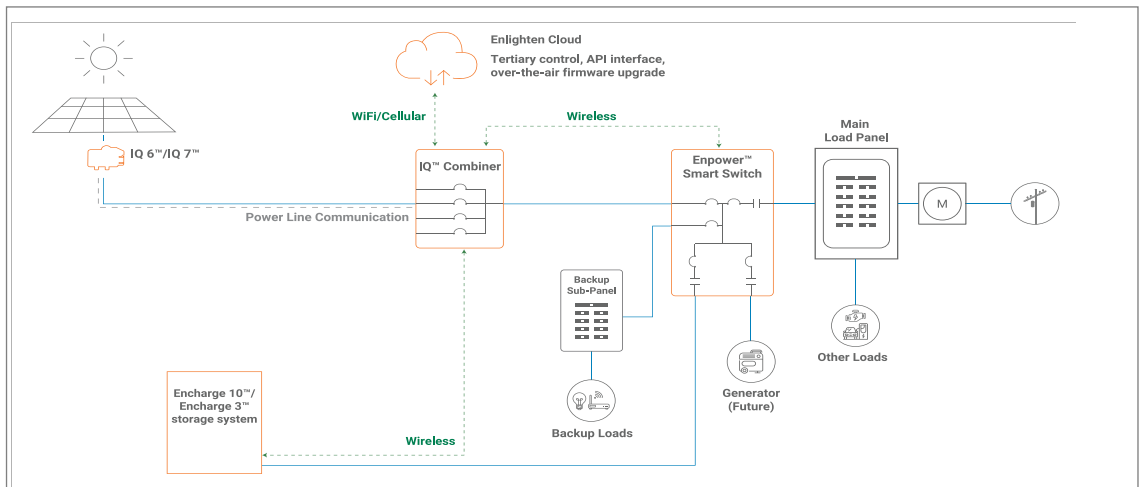 Enlighten Cloud
Tertiary control, API interface,
over-the-air firmware upgrade
WiFi/Cellular
Wireless
Main
Load Panel
IQ 6™/IQ 7™
IQ™ Combiner
Enpower™
Smart Switch
M
Power Line Communication
Backup
Sub-Panel
Other Loads
Generator
(Future)
Encharge 10™/
Encharge 3™
storage system
Backup Loads
Wireless